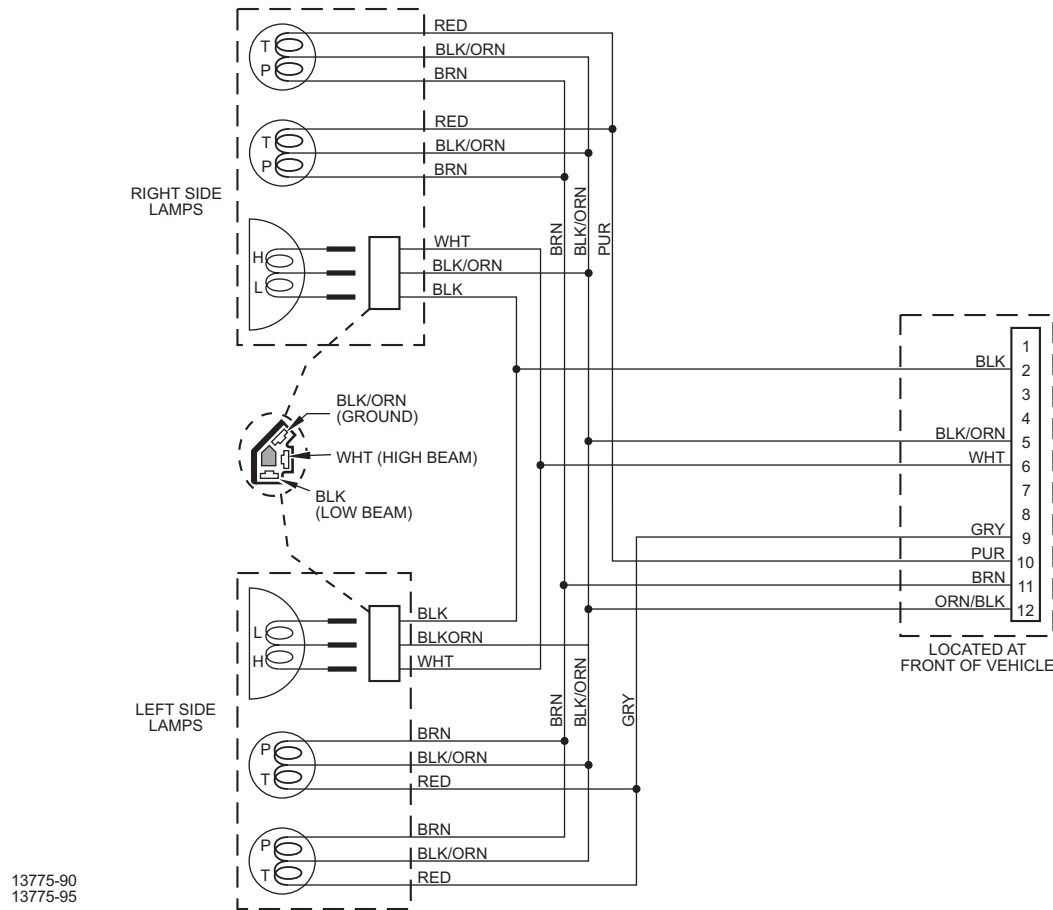 RED
T
BLK/ORN
P
BRN
RED
T
BLK/ORN
P
BRN
RIGHT SIDE
LAMPS
BRN
BLK/ORN
PUR
WHT
H
BLK/ORN
L
BLK
1
BLK
2
3
4
BLK/ORN
5
WHT
6
7
8
GRY
9
PUR
10
BRN
11
ORN/BLK
12
LOCATED AT
FRONT OF VEHICLE
BLK/ORN
(GROUND)
WHT (HIGH BEAM)
BLK
(LOW BEAM)
BLK
L
BLKORN
H
WHT
LEFT SIDE
LAMPS
BRN
BLK/ORN
GRY
BRN
P
BLK/ORN
T
RED
BRN
P
BLK/ORN
T
RED
13775-90
13775-95